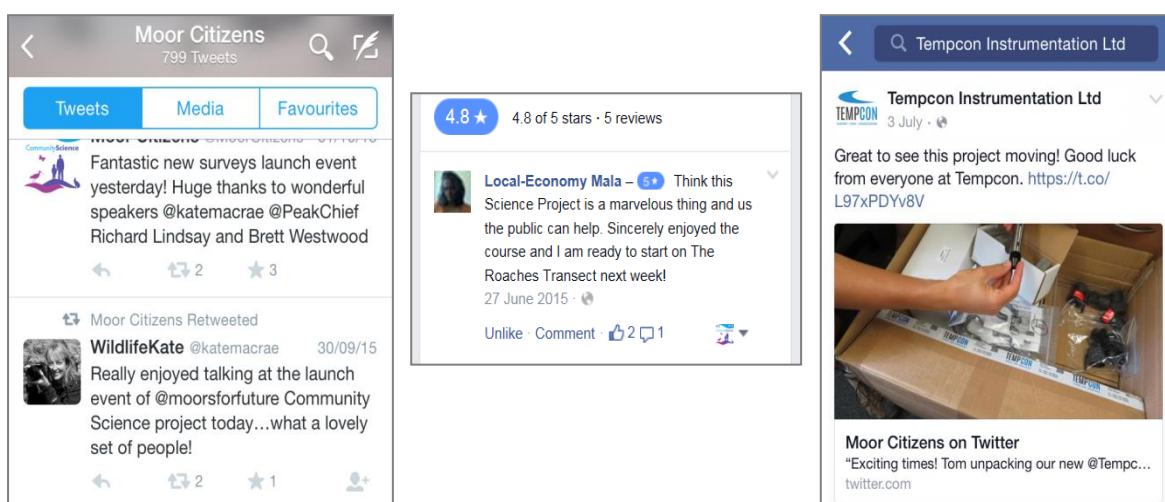 Moor Citizens
799 Tweets
Tweets
Media
Favourites
CommunityScience
Moor Citizens
Fantastic new surveys launch event
yesterday! Huge thanks to wonderful
speakers @katemacrae @PeakChief
Richard Lindsay and Brett Westwood
2
3
Moor Citizens Retweeted
WildlifeKate @katemacrae 30/09/15
Really enjoyed talking at the launch
event of @moorsforfuture Community
Science project today…what a lovely
set of people!
2
1
4.8 ★ 4.8 of 5 stars · 5 reviews
Local-Economy Mala – 5★ Think this
Science Project is a marvelous thing and us
the public can help. Sincerely enjoyed the
course and I am ready to start on The
Roaches Transect next week!
27 June 2015 ·
Unlike · Comment · 2 1
Tempcon Instrumentation Ltd
TEMPCON
Tempcon Instrumentation Ltd
3 July ·
Great to see this project moving! Good luck
from everyone at Tempcon. https://t.co/
L97xPDYv8V
TEMPCON
TEMPCON
TEMPCON
Moor Citizens on Twitter
“Exciting times! Tom unpacking our new @Tempc…
twitter.com